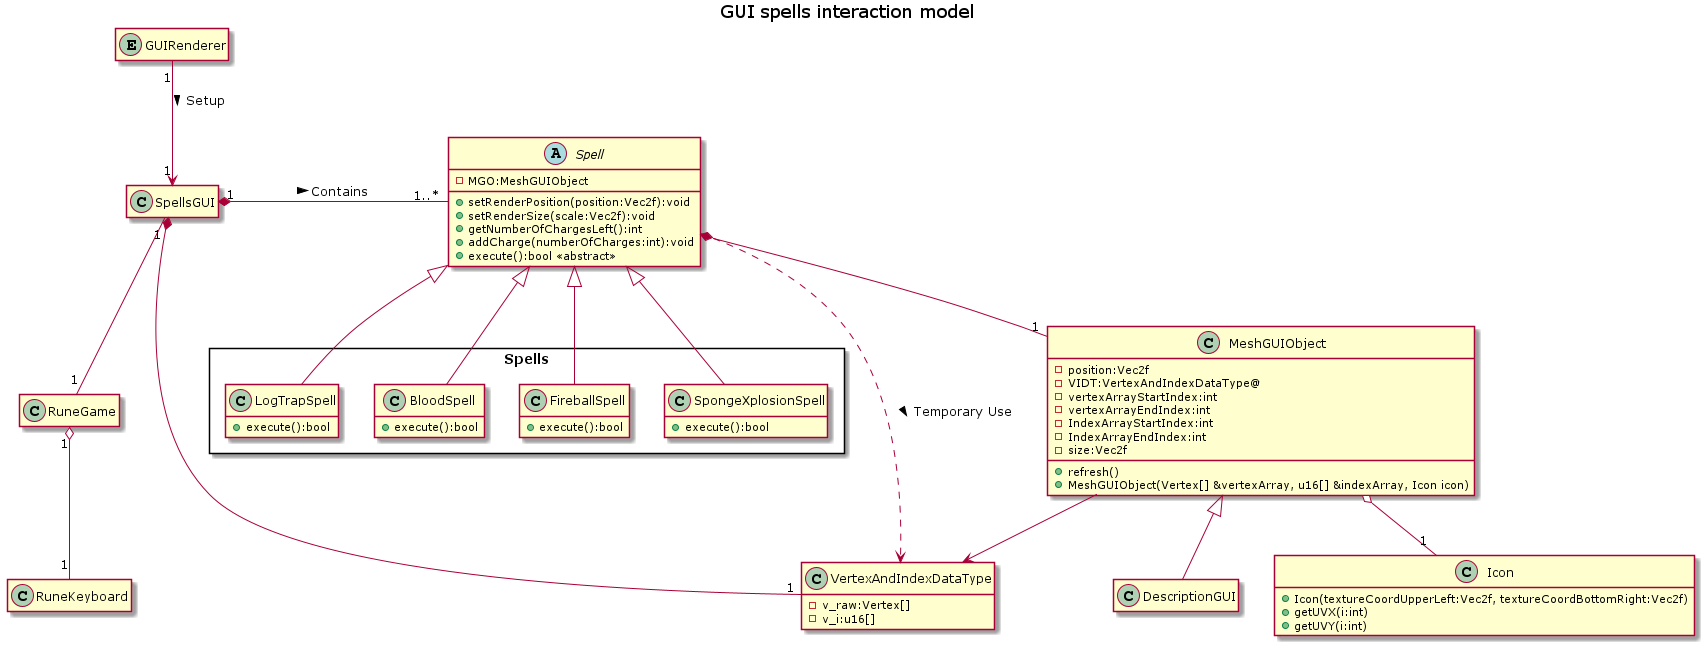 GUI spells interaction model
E GUIRenderer
1
Setup
1
C SpellsGUI
1
Contains
1..*
1
A Spell
MGO:MeshGUIObject
setRenderPosition(position:Vec2f):void
setRenderSize(scale:Vec2f):void
getNumberOfChargesLeft():int
addCharge(numberOfCharges:int):void
execute():bool «abstract»
Spells
C LogTrapSpell
execute():bool
C BloodSpell
execute():bool
C FireballSpell
execute():bool
C SpongeXplosionSpell
execute():bool
1
C MeshGUIObject
position:Vec2f
VIDT:VertexAndIndexDataType@
vertexArrayStartIndex:int
vertexArrayEndIndex:int
IndexArrayStartIndex:int
IndexArrayEndIndex:int
size:Vec2f
refresh()
MeshGUIObject(Vertex[] &vertexArray, u16[] &indexArray, Icon icon)
Temporary Use
1
C RuneGame
1
1
C RuneKeyboard
1
C VertexAndIndexDataType
v_raw:Vertex[]
v_i:u16[]
C DescriptionGUI
1
C Icon
Icon(textureCoordUpperLeft:Vec2f, textureCoordBottomRight:Vec2f)
getUVX(i:int)
getUVY(i:int)